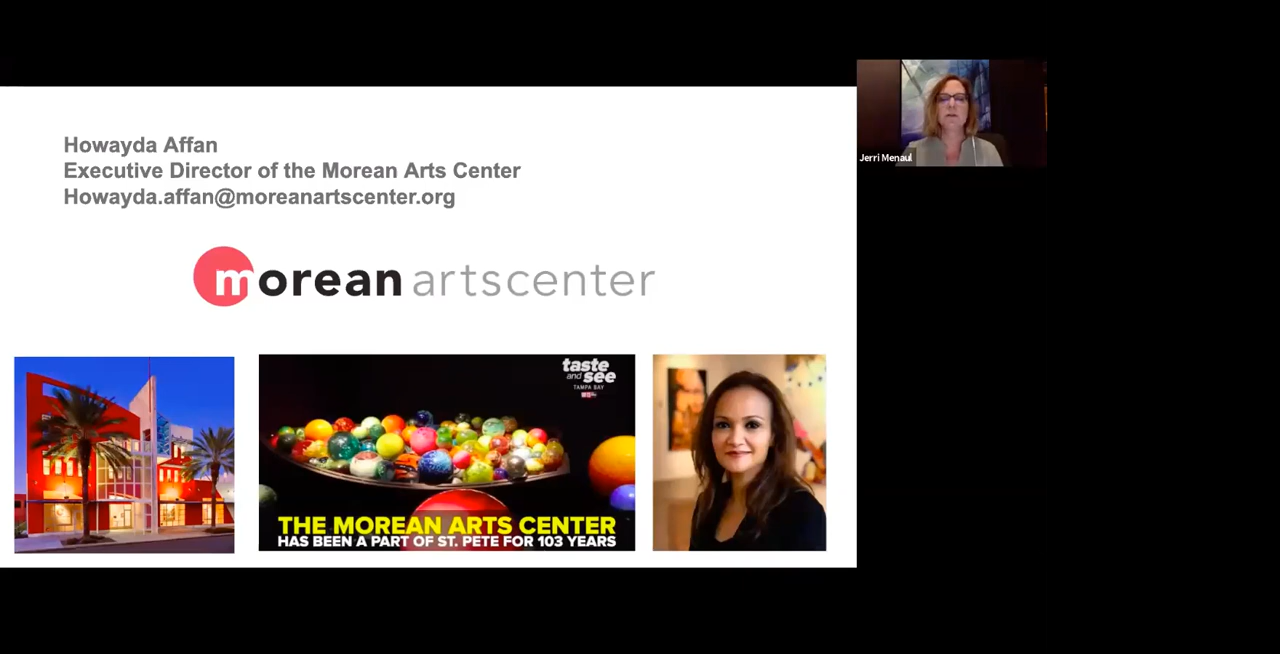 Howayda Affan
Executive Director of the Morean Arts Center
Howayda.affan@moreanartscenter.org
morean artscenter
taste
and see
TAMPA BAY
THE MOREAN ARTS CENTER
HAS BEEN A PART OF ST. PETE FOR 103 YEARS
Jerri Menaul